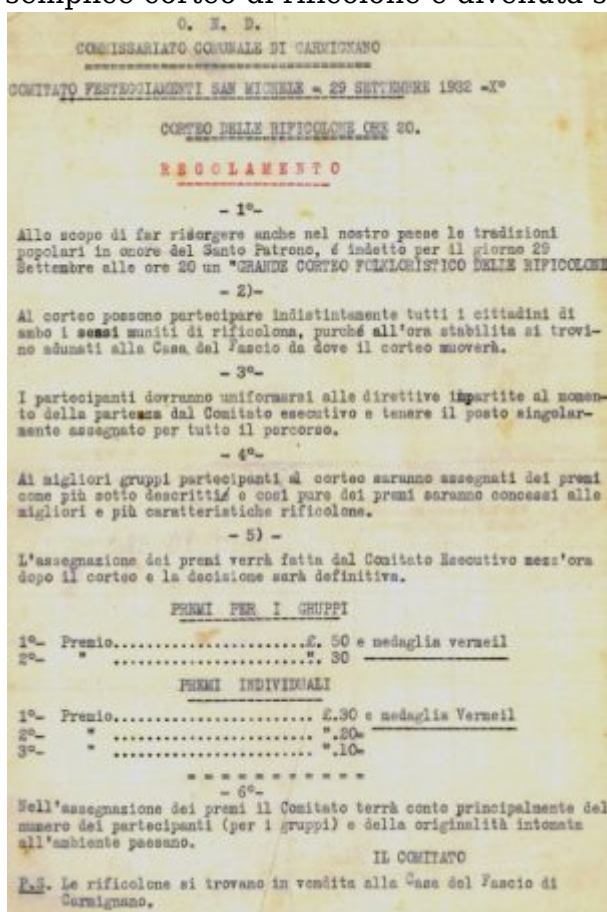 semplice corteo di rificolone è divenuta s
O. N. D.
COMMISSARIATO COMUNALE DI CARMIGNANO
COMITATO FESTEGGIAMENTI SAN MICHELE - 29 SETTEMBRE 1932 -X°
CORTEO DELLE RIFICOLONE ORE 20.
REGOLAMENTO
- 1°-
Allo scopo di far risorgere anche nel nostro paese le tradizioni
popolari in onore del Santo Patrono, é indetto per il giorno 29
Settembre alle ore 20 un "GRANDE CORTEO FOLKLORISTICO DELLE RIFICOLONE
- 2)-
Al corteo possono partecipare indistintamente tutti i cittadini di
ambo i sessi muniti di rificolona, purché all'ora stabilita si trovi-
no adunati alla Casa del Fascio da dove il corteo muoverà.
- 3°-
I partecipanti dovranno uniformarsi alle direttive impartite al momen-
to della partenza dal Comitato esecutivo e tenere il posto singolar-
mente assegnato per tutto il percorso.
- 4°-
Ai migliori gruppi partecipanti al corteo saranno assegnati dei premi
come più sotto descritti e così pure dei premi saranno concessi alle
migliori e più caratteristiche rificolone.
- 5) -
L'assegnazione dei premi verrà fatta dal Comitato Esecutivo mezz'ora
dopo il corteo e la decisione sarà definitiva.
PREMI PER I GRUPPI
1°- Premio.......................£. 50 e medaglia vermeil
2°- " .......................". 30
PREMI INDIVIDUALI
1°- Premio....................... £.30 e medaglia Vermeil
2°- " ....................... ".20-
3°- " ....................... ".10-
- 6°-
Nell'assegnazione dei premi il Comitato terrà conto principalmente del
numero dei partecipanti (per i gruppi) e della originalità intonata
all'ambiente paesano.
IL COMITATO
P.S. Le rificolone si trovano in vendita alla Casa del Fascio di
Carmignano.